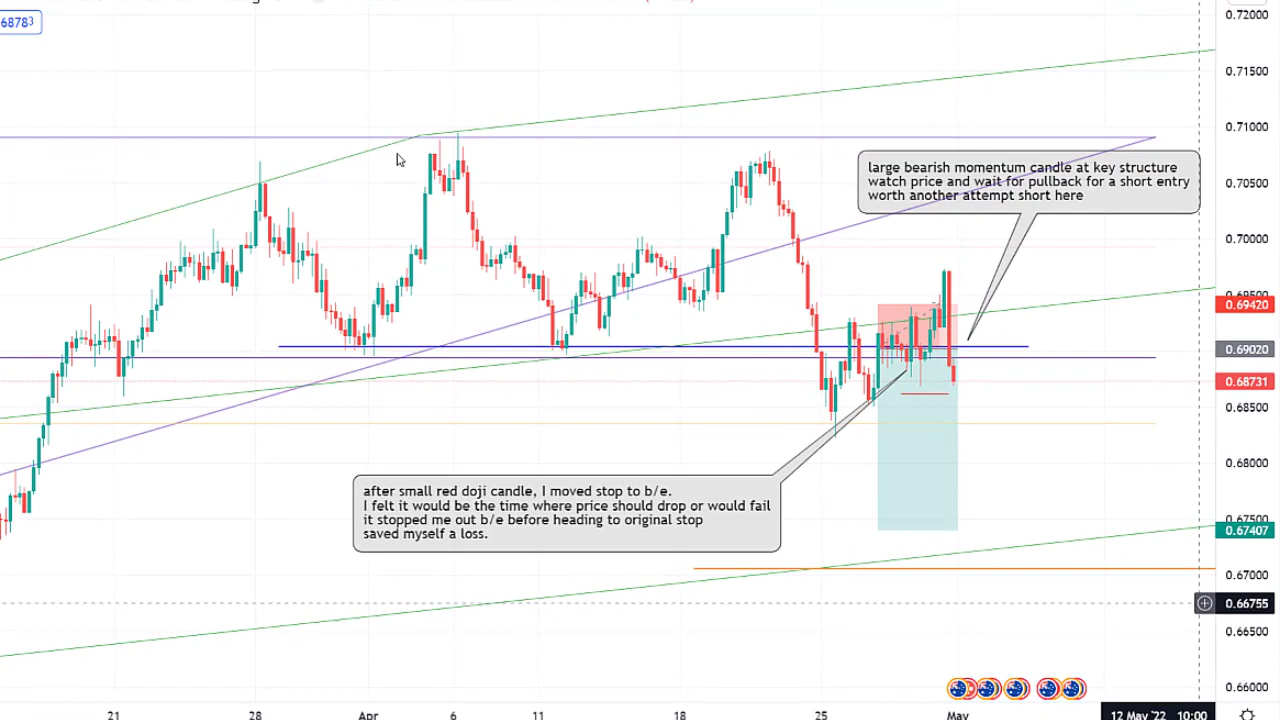 68783
0.72000
0.71500
0.71000
large bearish momentum candle at key structure
watch price and wait for pullback for a short entry
worth another attempt short here
0.70500
0.70000
0.69500
0.69420
0.69020
0.68731
0.68500
0.68000
after small red doji candle, I moved stop to b/e.
I felt it would be the time where price should drop or would fail
it stopped me out b/e before heading to original stop
saved myself a loss.
0.67500
0.67407
0.67000
0.66755
0.66500
0.66000
21 28 Apr 6 11 18 25 May 12 May '22 10:00